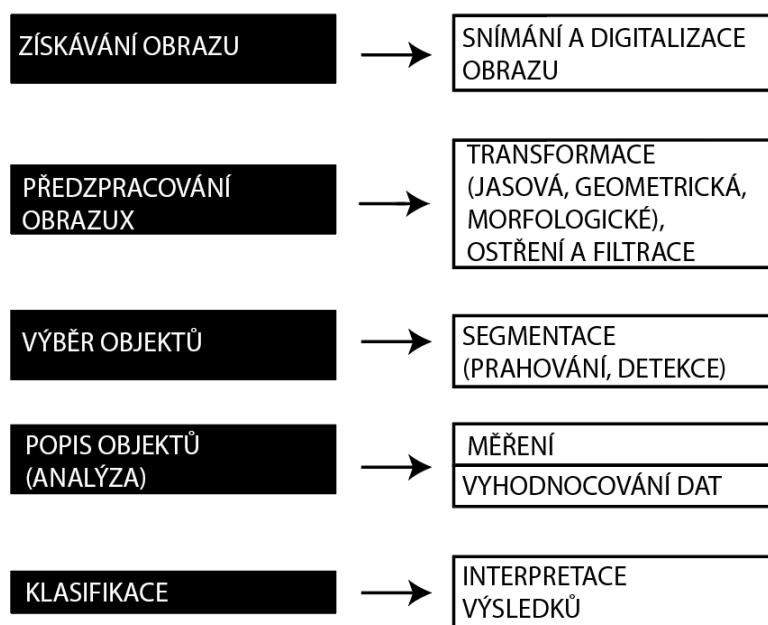 ZÍSKÁVÁNÍ OBRAZU
SNÍMÁNÍ A DIGITALIZACE
OBRAZU
PŘEDZPRACOVÁNÍ
OBRAZUX
TRANSFORMACE
(JASOVÁ, GEOMETRICKÁ,
MORFOLOGICKÉ),
OSTŘENÍ A FILTRACE
VÝBĚR OBJEKTŮ
SEGMENTACE
(PRAHOVÁNÍ, DETEKCE)
POPIS OBJEKTŮ
(ANALÝZA)
MĚŘENÍ
VYHODNOCOVÁNÍ DAT
KLASIFIKACE
INTERPRETACE
VÝSLEDKŮ